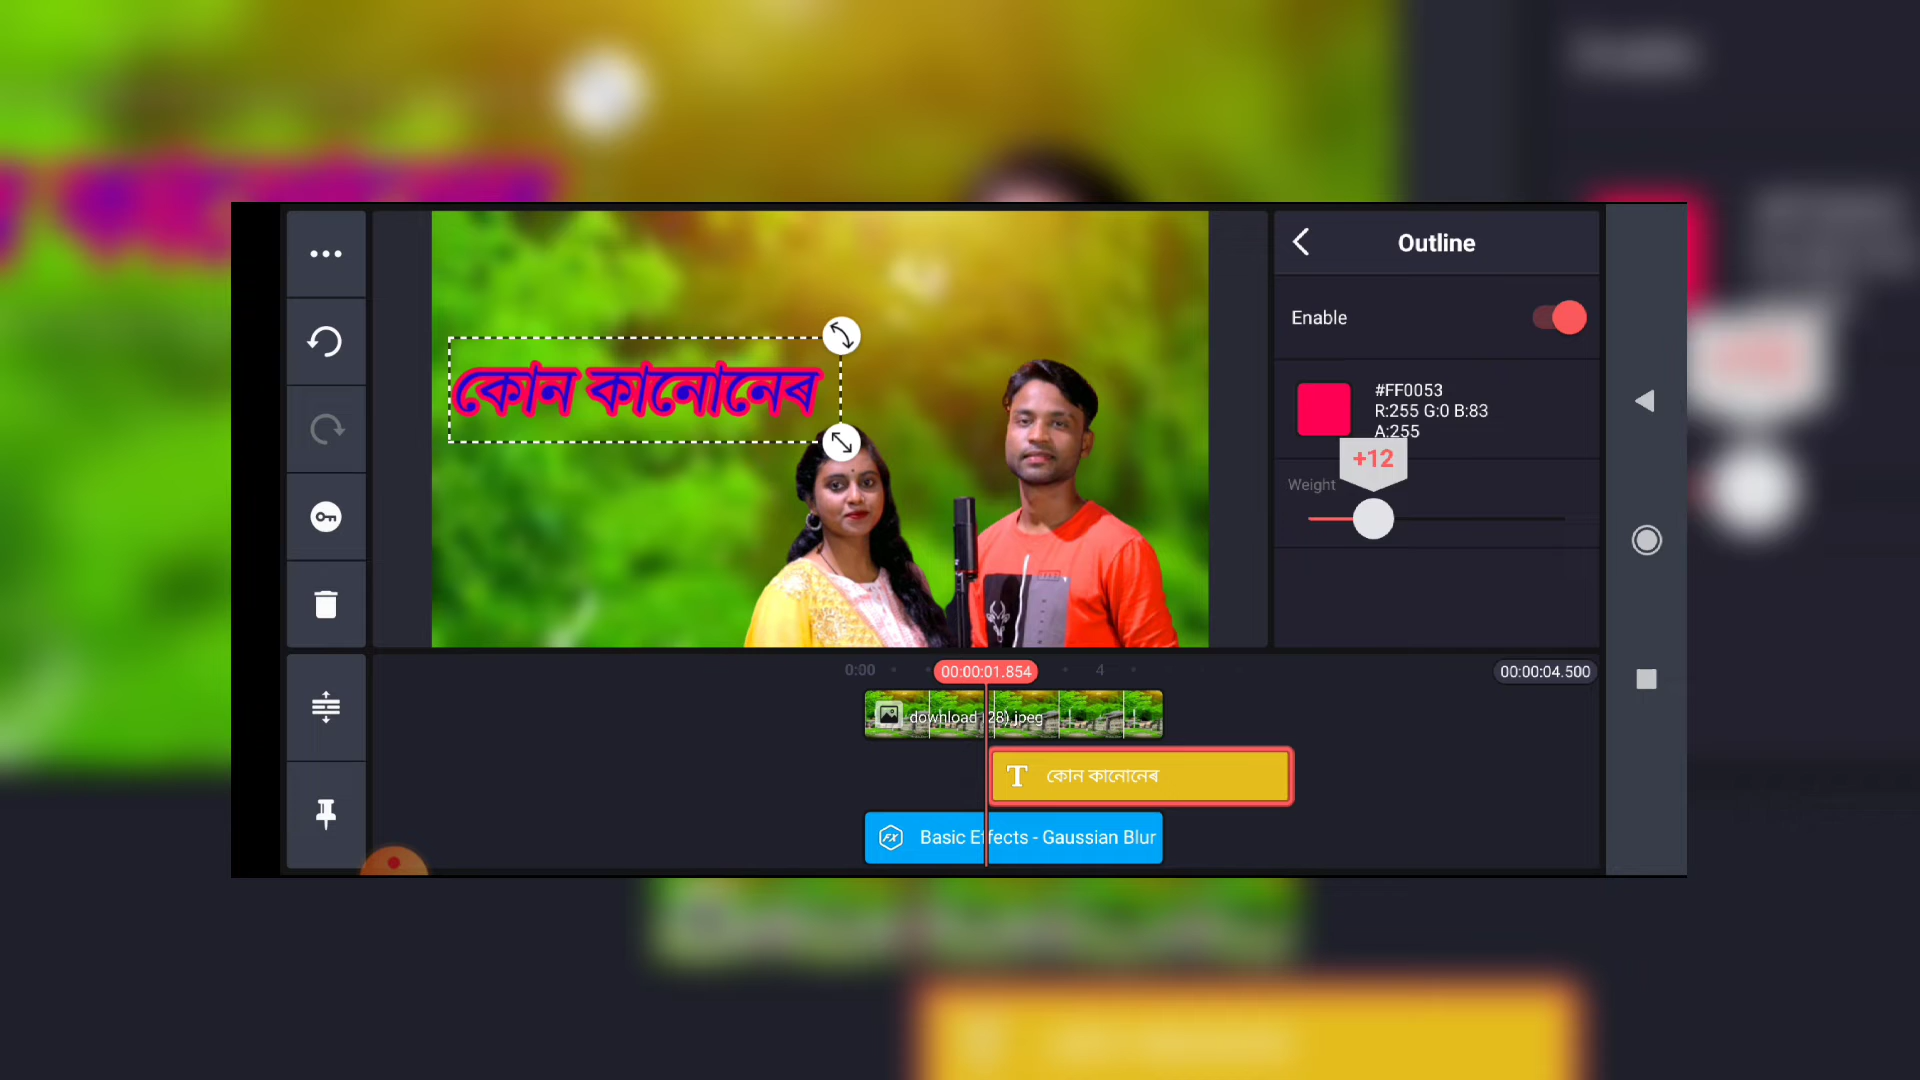 Outline
Enable
কোন কানোনেৰ
#FF0053
R:255 G:0 B:83
A:255
+12
Weight
0:00
00:00:01.854
4
00:00:04.500
download (28).jpeg
T কোন কানোনেৰ
FX Basic Effects - Gaussian Blur